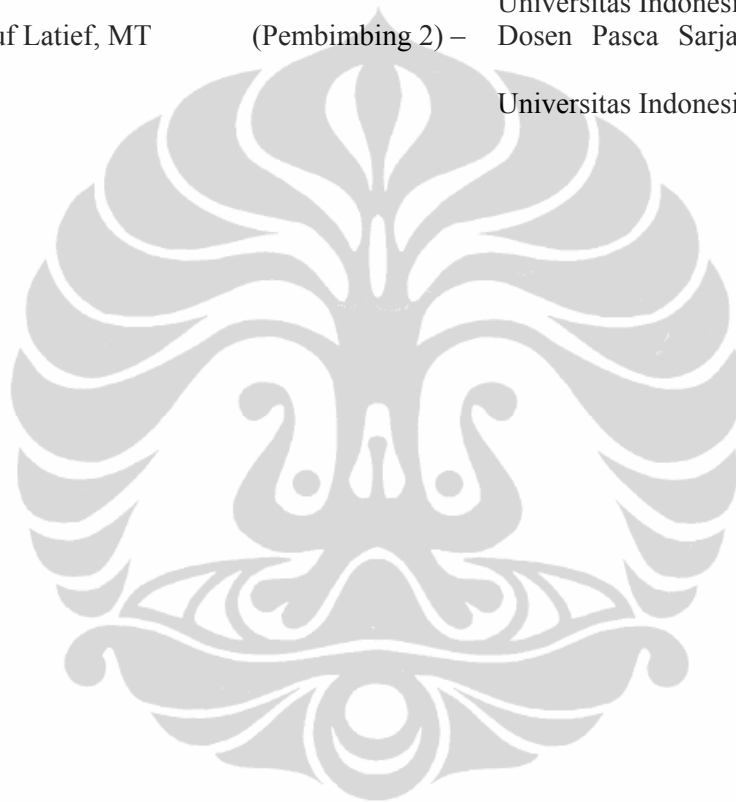 Universitas Indonesi
uf Latief, MT (Pembimbing 2) – Dosen Pasca Sarja
Universitas Indonesi